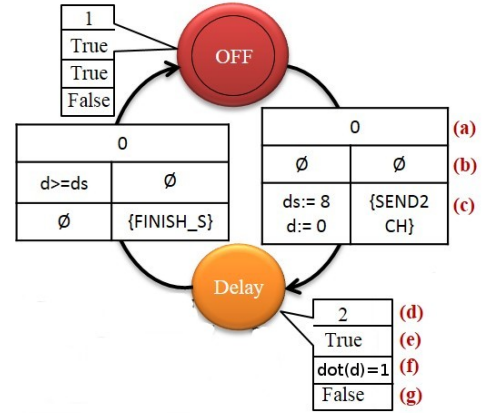 1
True
True
False
OFF
0
d>=ds Ø
Ø {FINISH_S}
0 (a)
Ø Ø (b)
ds:= 8 {SEND2 (c)
d:= 0 CH}
Delay
2 (d)
True (e)
dot(d)=1 (f)
False (g)